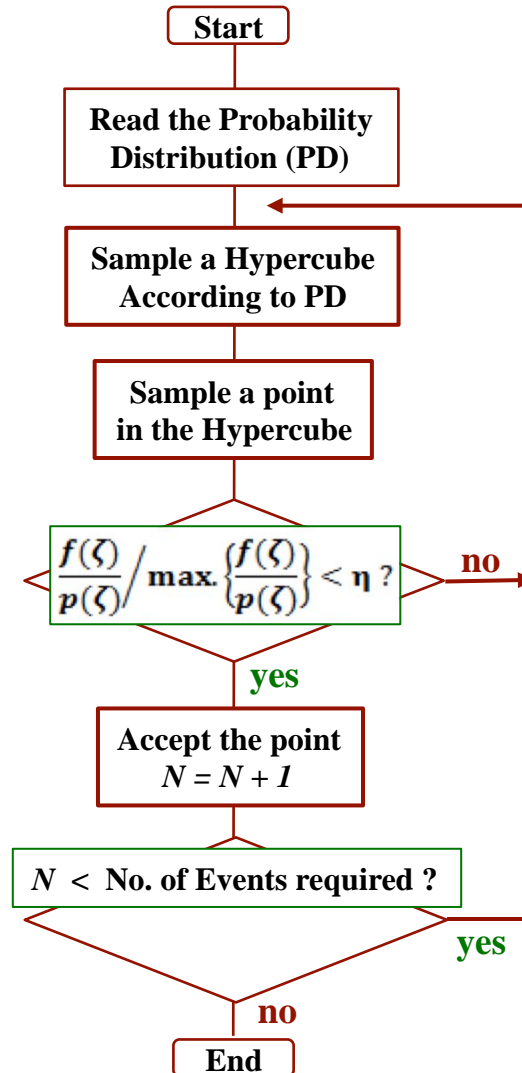 Start
Read the Probability
Distribution (PD)
Sample a Hypercube
According to PD
Sample a point
in the Hypercube
f(ζ)/p(ζ) / max. {f(ζ)/p(ζ)} < η ?
no
yes
Accept the point
N = N + 1
N < No. of Events required ?
yes
no
End